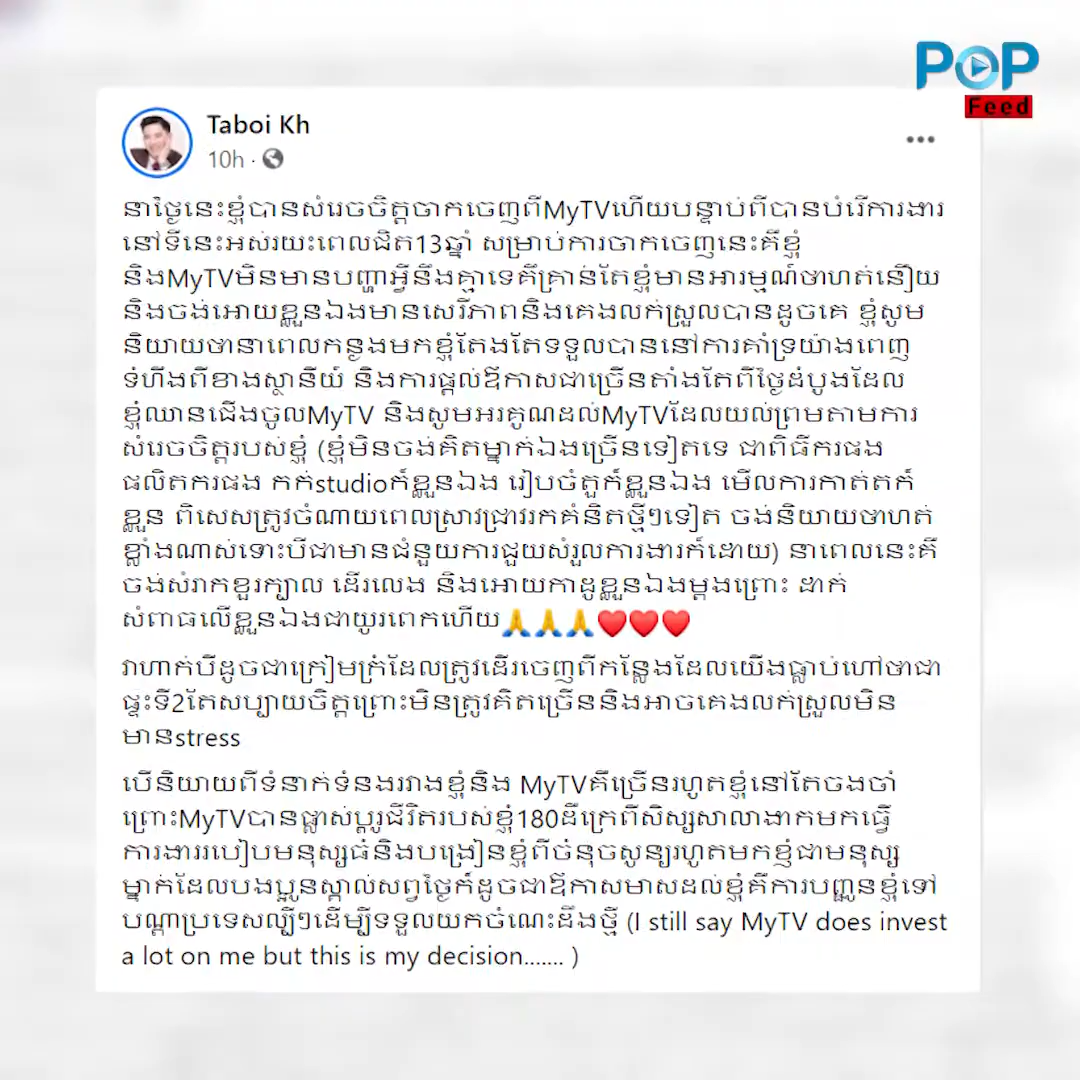 POP
Feed
Taboi Kh
10h ·
នាថ្ងៃនេះខ្ញុំបានសំរេចចិត្តចាកចេញពីMyTVហើយបន្ទាប់ពីបានបំរើការងារ
នៅទីនេះអស់រយះពេលជិត13ឆ្នាំ សម្រាប់ការចាកចេញនេះគឺខ្ញុំ
និងMyTVមិនមានបញ្ហាអ្វីនឹងគ្នាទេគឺគ្រាន់តែខ្ញុំមានអារម្មណ៍ថាហត់នឿយ
និងចង់អោយខ្លួនឯងមានសេរីភាពនិងគេងលក់ស្រួលបានដូចគេ ខ្ញុំសូម
និយាយថានាពេលកន្លងមកខ្ញុំតែងតែទទួលបាននៅការគាំទ្រយ៉ាងពេញ
ទំហឹងពីខាងស្ថានីយ៍ និងការផ្តល់ឳកាសជាច្រើនតាំងតែពីថ្ងៃដំបូងដែល
ខ្ញុំឈានជើងចូលMyTV និងសូមអរគូណដល់MyTVដែលយល់ព្រមតាមការ
សំរេចចិត្តរបស់ខ្ញុំ (ខ្ញុំមិនចង់គិតម្នាក់ឯងច្រើនទៀតទេ ជាពិធីករផង
ផលិតករផង កក់studioក៍ខ្លួនឯង រៀបចំតួក៏ខ្លួនឯង មើលការកាត់តក៍
ខ្លួន ពិសេសត្រូវចំណាយពេលស្រាវជ្រាវរកគំនិតថ្មីៗទៀត ចង់និយាយថាហត់
ខ្លាំងណាស់ទោះបីជាមានជំនួយការជួយសំរួលការងារក៍ដោយ) នាពេលនេះគឺ
ចង់សំរាកខួរក្បាល ដើរលេង និងអោយកាដូខ្លួនឯងម្តងព្រោះ ដាក់
សំពាធលើខ្លួនឯងជាយូរពេកហើយ🙏🙏🙏❤️❤️❤️
វាហាក់បីដូចជាក្រៀមក្រំដែលត្រូវដើរចេញពីកន្លែងដែលយើងធ្លាប់ហៅថាជា
ផ្ទះទី2តែសប្បាយចិត្តព្រោះមិនត្រូវគិតច្រើននិងអាចគេងលក់ស្រួលមិន
មានstress
បើនិយាយពីទំនាក់ទំនងរវាងខ្ញុំនិង MyTVគឺច្រើនរហូតខ្ញុំនៅតែចងចាំ
ព្រោះMyTVបានផ្លាស់ប្តូរជីវិតរបស់ខ្ញុំ180ដឺក្រេពីសិស្សសាលាងាកមកធ្វើ
ការងាររបៀបមនុស្សធំនិងបង្រៀនខ្ញុំពីចំនុចសូន្យរហូតមកខ្ញុំជាមនុស្ស
ម្នាក់ដែលបងប្អូនស្គាល់សព្វថ្ងៃក៏ដូចជាឳកាសមាសដល់ខ្ញុំគឺការបញ្ជូនខ្ញុំទៅ
បណ្តាប្រទេសល្បីៗដើម្បីទទួលយកចំណេះដឹងថ្មី (I still say MyTV does invest
a lot on me but this is my decision....... )